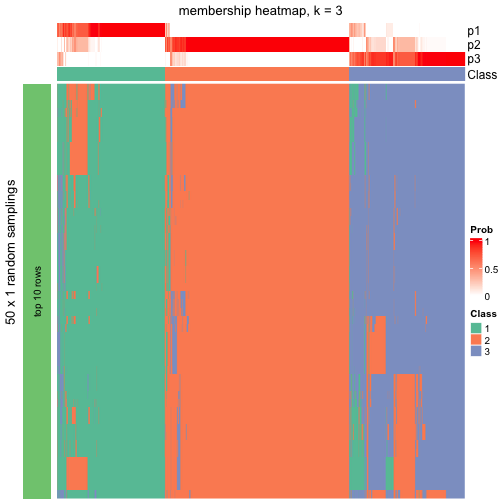 membership heatmap, k = 3
p1
p2
p3
Class
50 x 1 random samplings
top 10 rows
Prob
1
0.5
0
Class
1
2
3